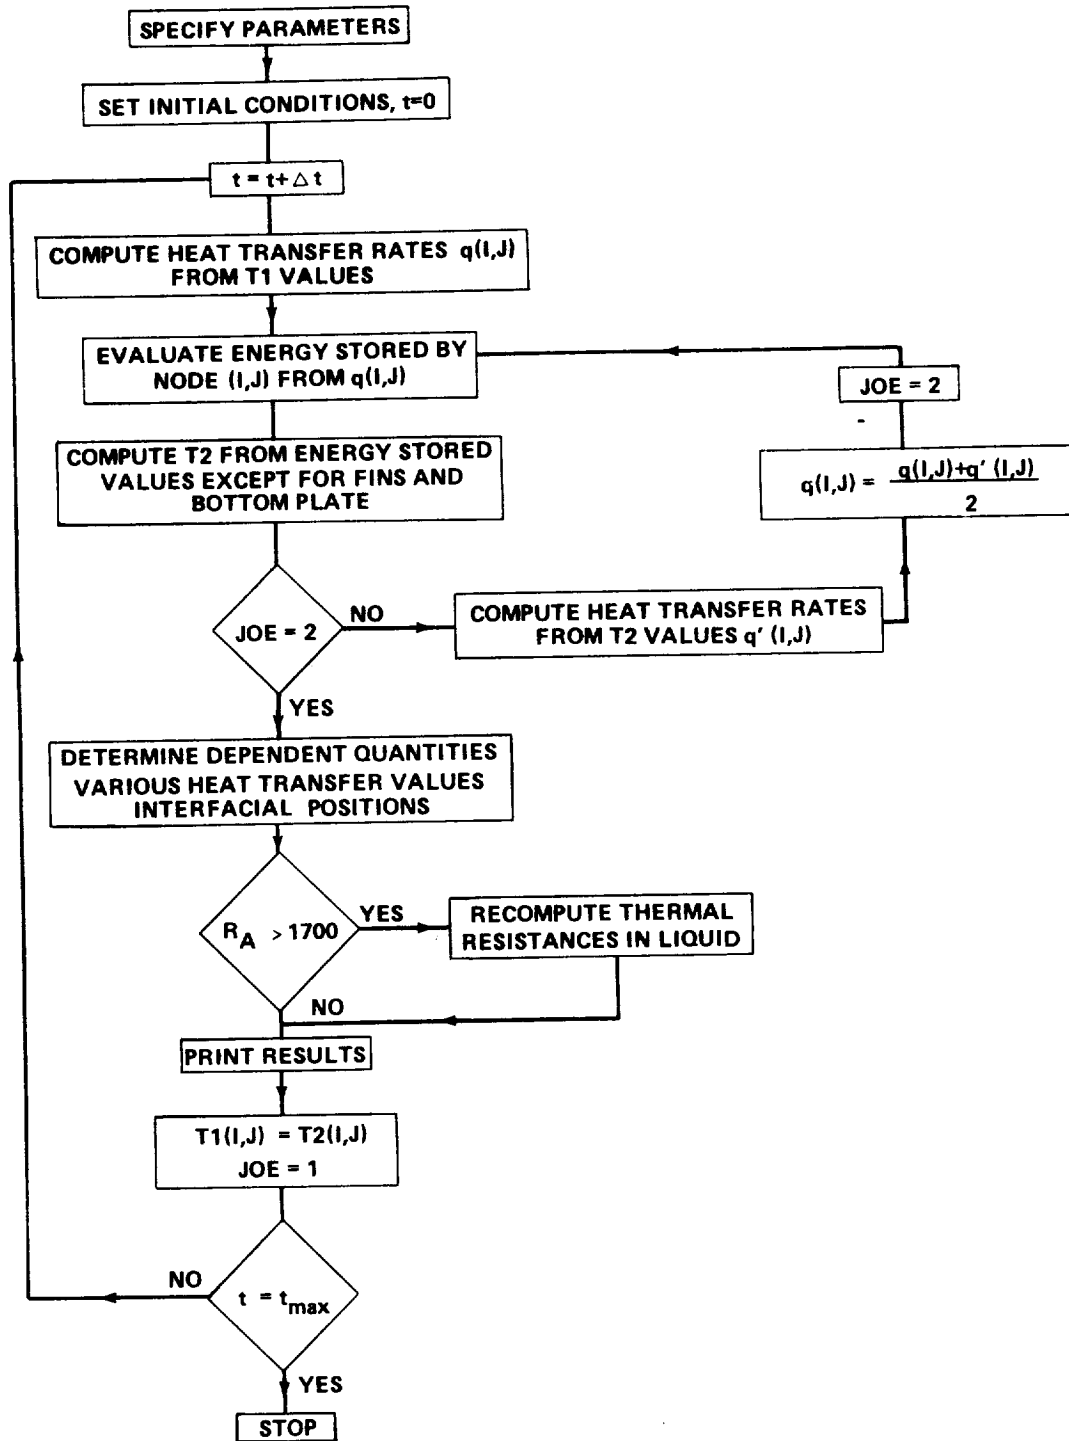 SPECIFY PARAMETERS
SET INITIAL CONDITIONS, t=0
t = t+ △ t
COMPUTE HEAT TRANSFER RATES q(I,J)
FROM T1 VALUES
EVALUATE ENERGY STORED BY
NODE (I,J) FROM q(I,J)
JOE = 2
COMPUTE T2 FROM ENERGY STORED
VALUES EXCEPT FOR FINS AND
BOTTOM PLATE
q(I,J) = q(I,J)+q' (I,J)
2
JOE = 2
NO
COMPUTE HEAT TRANSFER RATES
FROM T2 VALUES q' (I,J)
YES
DETERMINE DEPENDENT QUANTITIES
VARIOUS HEAT TRANSFER VALUES
INTERFACIAL POSITIONS
R_A > 1700
YES
RECOMPUTE THERMAL
RESISTANCES IN LIQUID
NO
PRINT RESULTS
T1(I,J) = T2(I,J)
JOE = 1
NO
t = t_max
YES
STOP